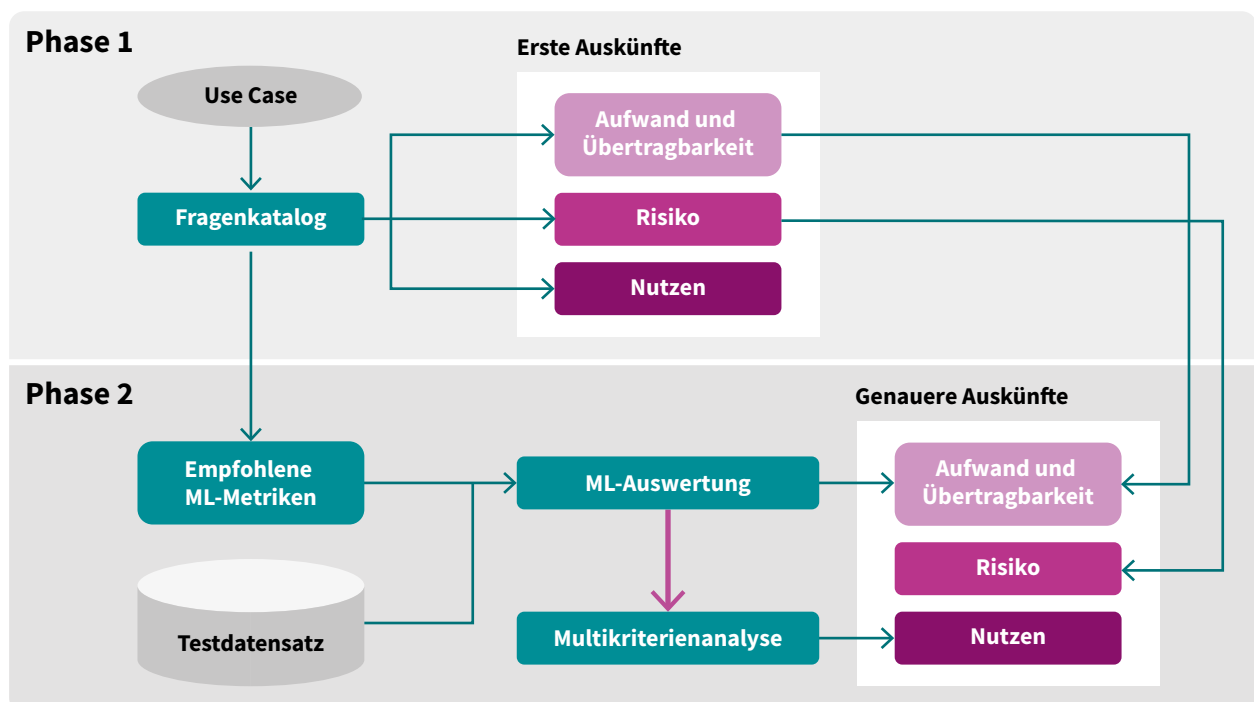 Phase 1
Use Case
Fragenkatalog
Erste Auskünfte
Aufwand und
Übertragbarkeit
Risiko
Nutzen
Phase 2
Empfohlene
ML-Metriken
Testdatensatz
ML-Auswertung
Multikriterienanalyse
Genauere Auskünfte
Aufwand und
Übertragbarkeit
Risiko
Nutzen